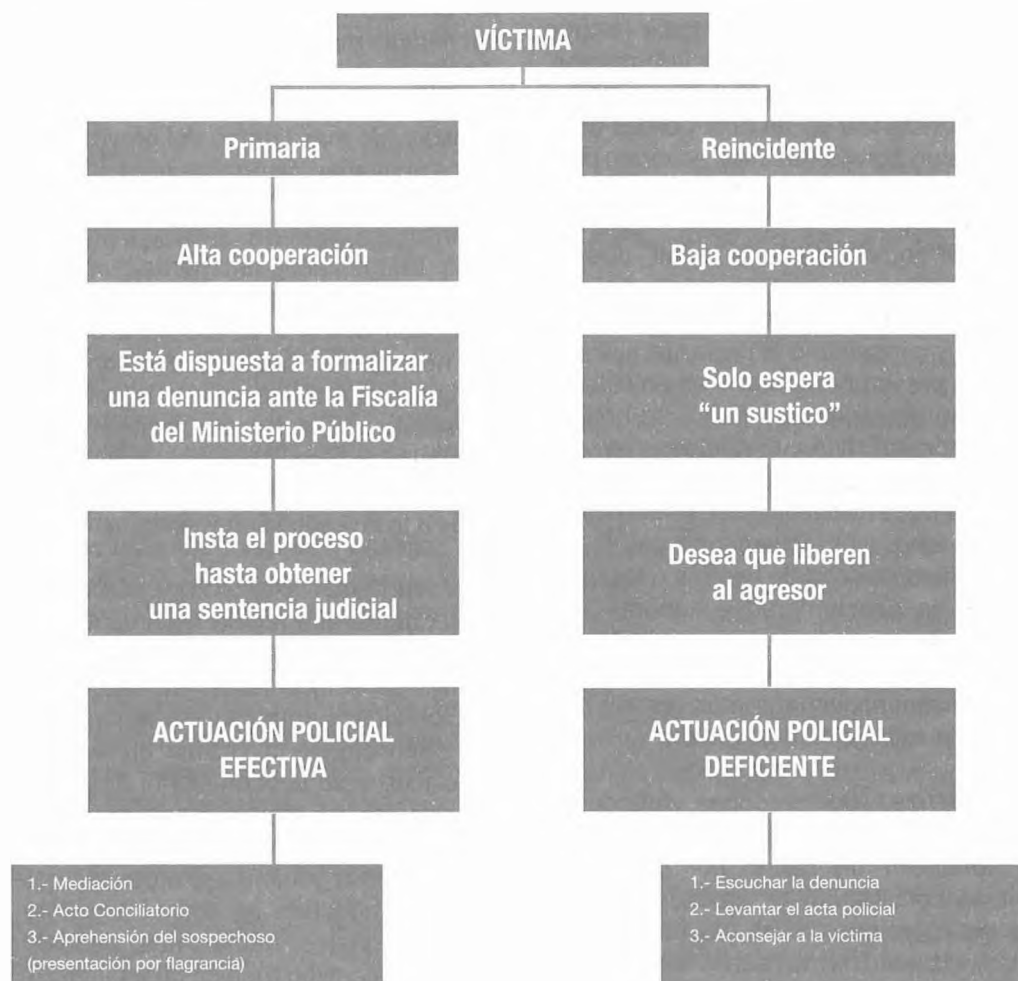 VÍCTIMA
Primaria
Alta cooperación
Está dispuesta a formalizar
una denuncia ante la Fiscalía
del Ministerio Público
Insta el proceso
hasta obtener
una sentencia judicial
ACTUACIÓN POLICIAL
EFECTIVA
1.- Mediación
2.- Acto Conciliatorio
3.- Aprehensión del sospechoso
(presentación por flagrancia)
Reincidente
Baja cooperación
Solo espera
“un sustico”
Desea que liberen
al agresor
ACTUACIÓN POLICIAL
DEFICIENTE
1.- Escuchar la denuncia
2.- Levantar el acta policial
3.- Aconsejar a la víctima